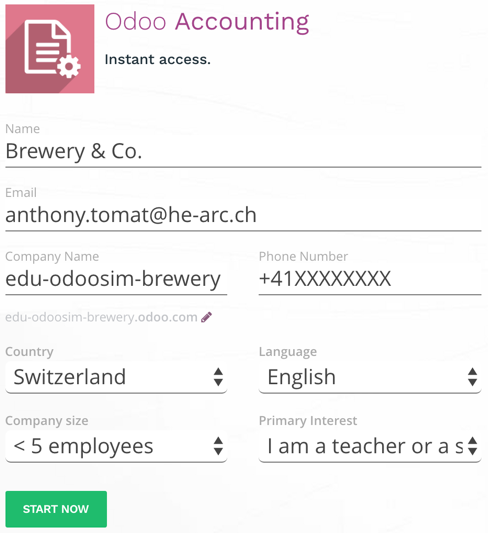 Odoo Accounting
Instant access.
Name
Brewery & Co.
Email
anthony.tomat@he-arc.ch
Company Name
Phone Number
edu-odoosim-brewery
+41XXXXXXXX
edu-odoosim-brewery.odoo.com
Country
Language
Switzerland
English
Company size
Primary Interest
< 5 employees
I am a teacher or a s
START NOW